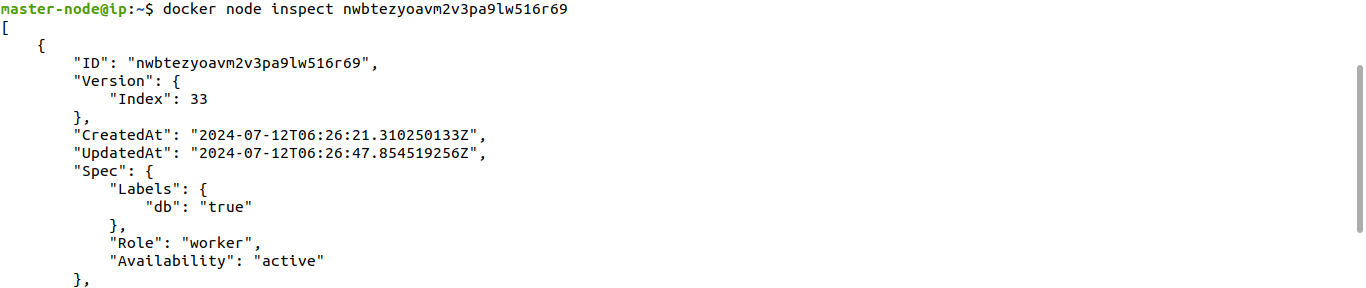 master-node@ip:~$ docker node inspect nwbtezyoavm2v3pa9lw516r69
[
    {
        "ID": "nwbtezyoavm2v3pa9lw516r69",
        "Version": {
            "Index": 33
        },
        "CreatedAt": "2024-07-12T06:26:21.310250133Z",
        "UpdatedAt": "2024-07-12T06:26:47.854519256Z",
        "Spec": {
            "Labels": {
                "db": "true"
            },
            "Role": "worker",
            "Availability": "active"
        },